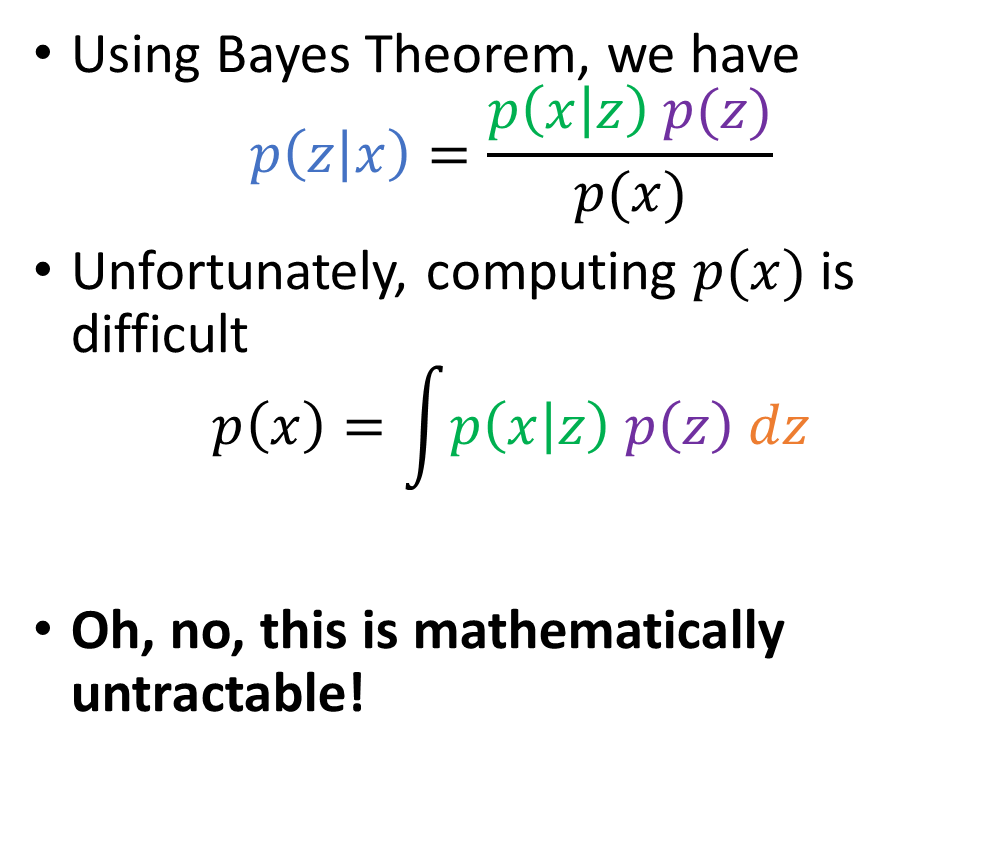 • Using Bayes Theorem, we have
p(z|x) = p(x|z) p(z) / p(x)
• Unfortunately, computing p(x) is
difficult
p(x) = ∫ p(x|z) p(z) dz
• Oh, no, this is mathematically
untractable!